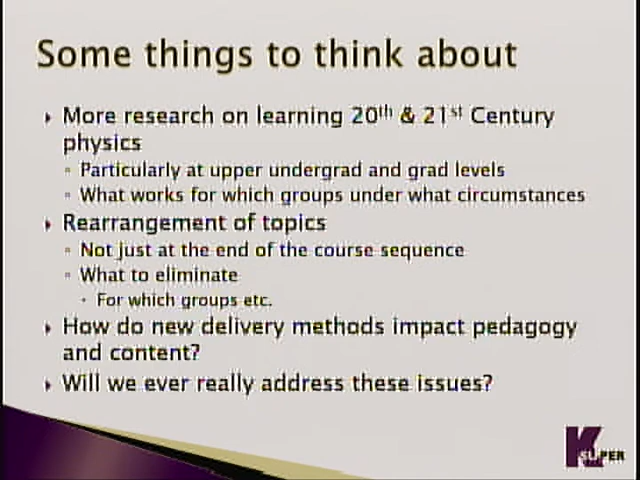 Some things to think about
More research on learning 20th & 21st Century
physics
Particularly at upper undergrad and grad levels
What works for which groups under what circumstances
Rearrangement of topics
Not just at the end of the course sequence
What to eliminate
For which groups etc.
How do new delivery methods impact pedagogy
and content?
Will we ever really address these issues?
K
SUPER